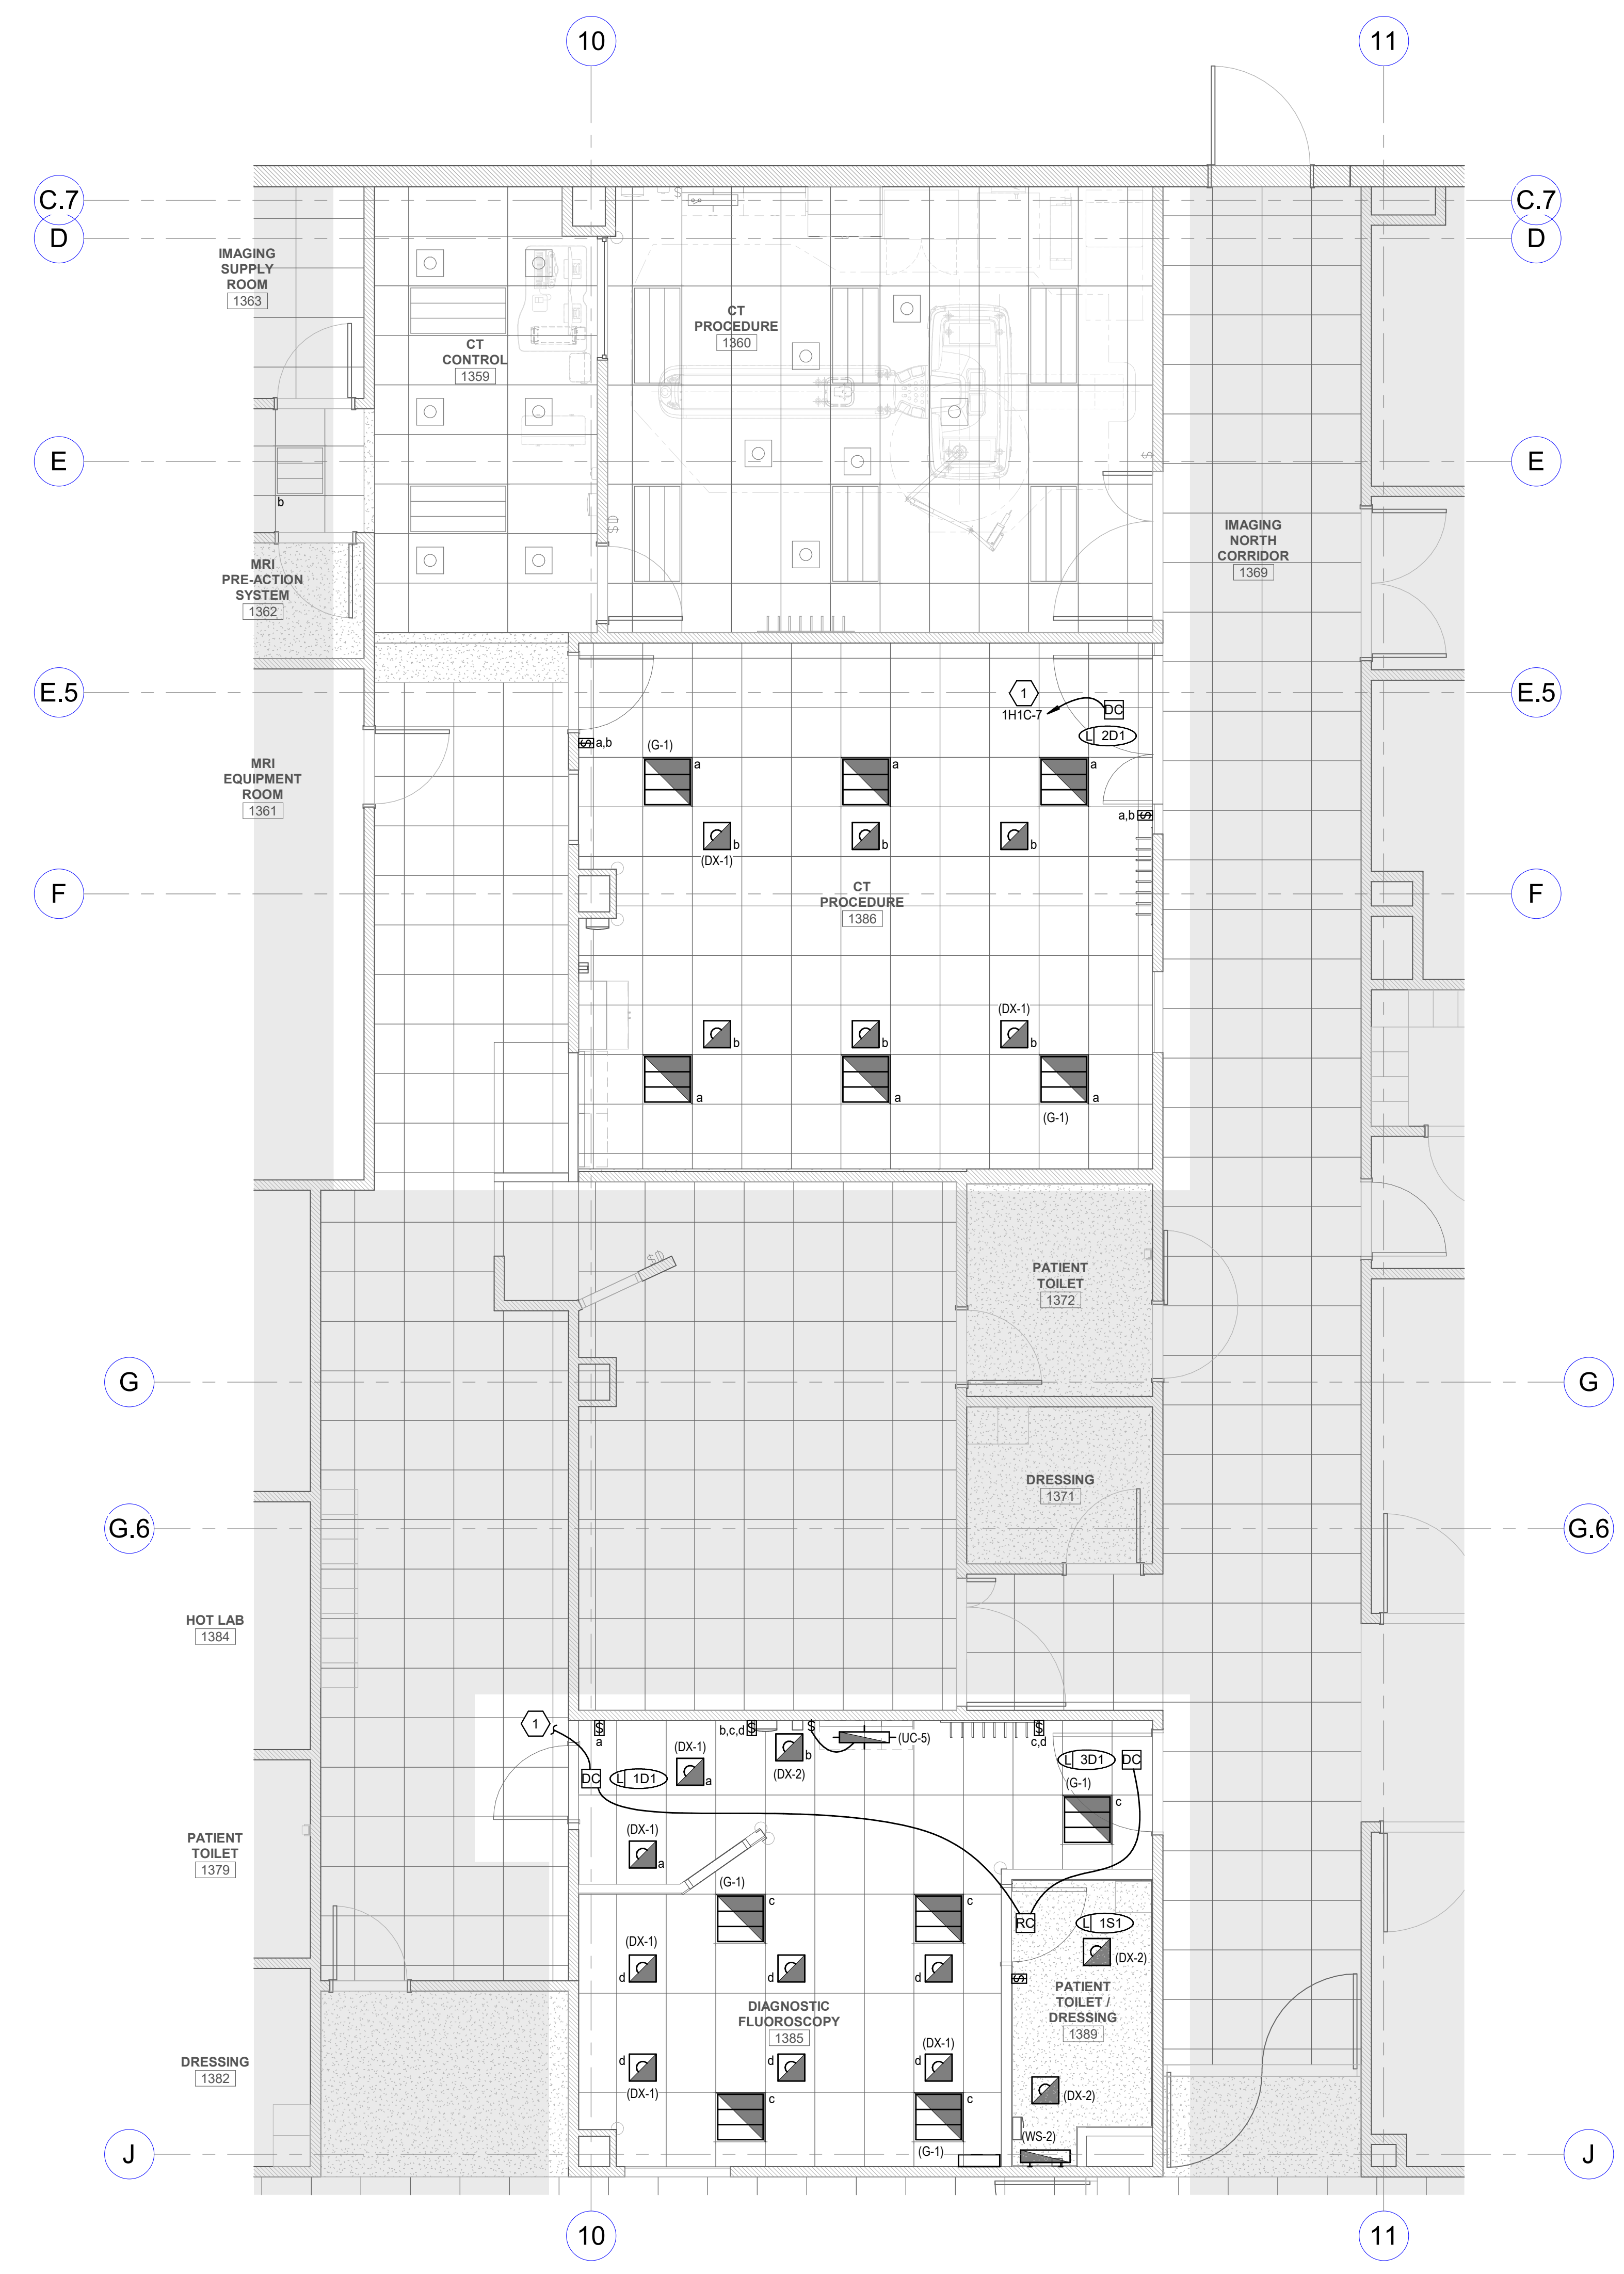 10
11
C.7
C.7
D
D
IMAGING
SUPPLY
ROOM
1363
CT
PROCEDURE
1360
CT
CONTROL
1359
E
E
b
IMAGING
NORTH
CORRIDOR
1369
MRI
PRE-ACTION
SYSTEM
1362
E.5
E.5
1
DC
1H1C-7
L 2D1
$ a,b
(G-1)
a
a
a
MRI
EQUIPMENT
ROOM
1361
a,b $
b
b
b
(DX-1)
F
F
CT
PROCEDURE
1386
(DX-1)
b
b
b
a
a
a
(G-1)
$D
PATIENT
TOILET
1372
G
G
DRESSING
1371
G.6
G.6
HOT LAB
1384
1
$
a
b,c,d $
$
(UC-5)
$
c,d
(DX-1)
a
b
(DX-2)
DC
L 1D1
L 3D1
DC
(G-1)
c
(DX-1)
a
PATIENT
TOILET
1379
(G-1)
c
c
RC
L 1S1
(DX-1)
d
d
d
(DX-2)
$
DIAGNOSTIC
FLUOROSCOPY
1385
PATIENT
TOILET /
DRESSING
1389
DRESSING
1382
(DX-1)
d
d
d
(DX-1)
(DX-2)
c
c
(G-1)
(WS-2)
J
J
10
11